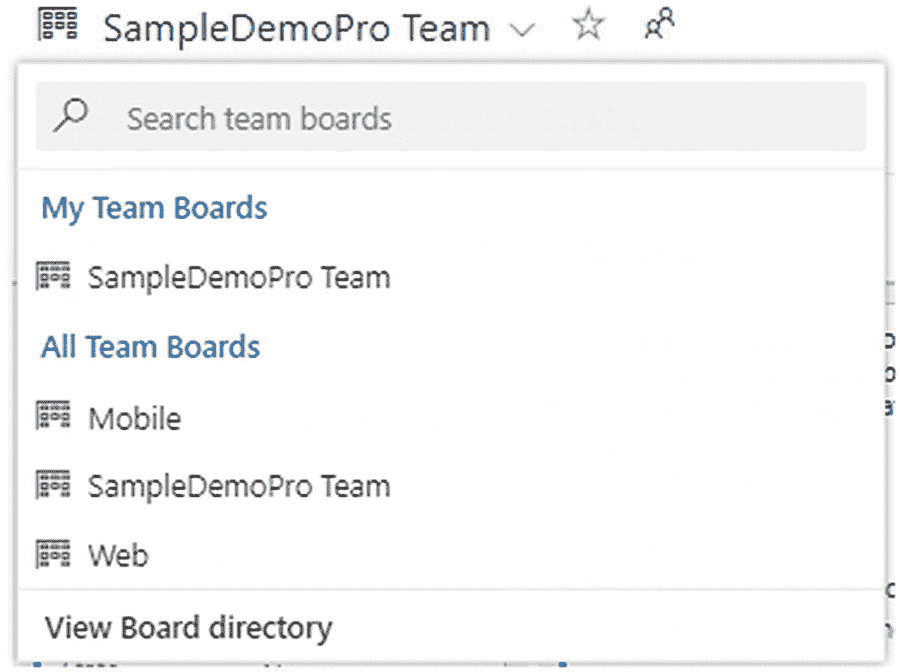 SampleDemoPro Team
Search team boards
My Team Boards
SampleDemoPro Team
All Team Boards
Mobile
SampleDemoPro Team
Web
View Board directory